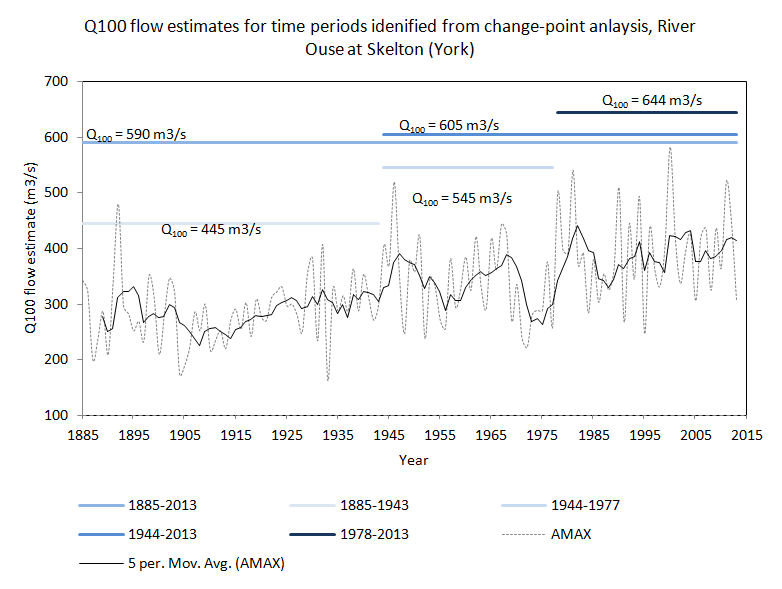 Q100 flow estimates for time periods idenified from change-point anlaysis, River
Ouse at Skelton (York)
Q100 flow estimate (m3/s)
700
600
500
400
300
200
100
Q100 = 644 m3/s
Q100 = 605 m3/s
Q100 = 590 m3/s
Q100 = 545 m3/s
Q100 = 445 m3/s
1885 1895 1905 1915 1925 1935 1945 1955 1965 1975 1985 1995 2005 2015
Year
1885-2013 1885-1943 1944-1977
1944-2013 1978-2013 AMAX
5 per. Mov. Avg. (AMAX)